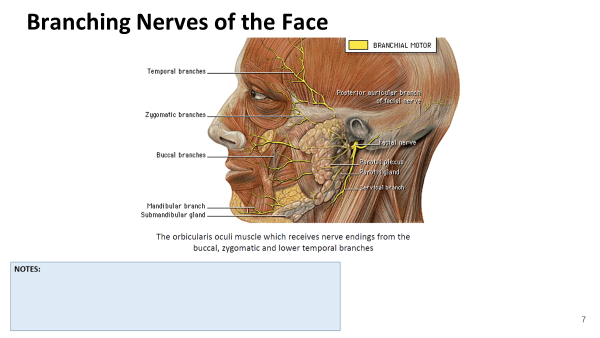 Branching Nerves of the Face
BRANCHIAL MOTOR
Temporal branches
Posterior auricular branch
of facial nerve
Zygomatic branches
Facial nerve
Buccal branches
Parotid plexus
Parotid gland
Cervical branch
Mandibular branch
Submandibular gland
The orbicularis oculi muscle which receives nerve endings from the
buccal, zygomatic and lower temporal branches
NOTES:
7